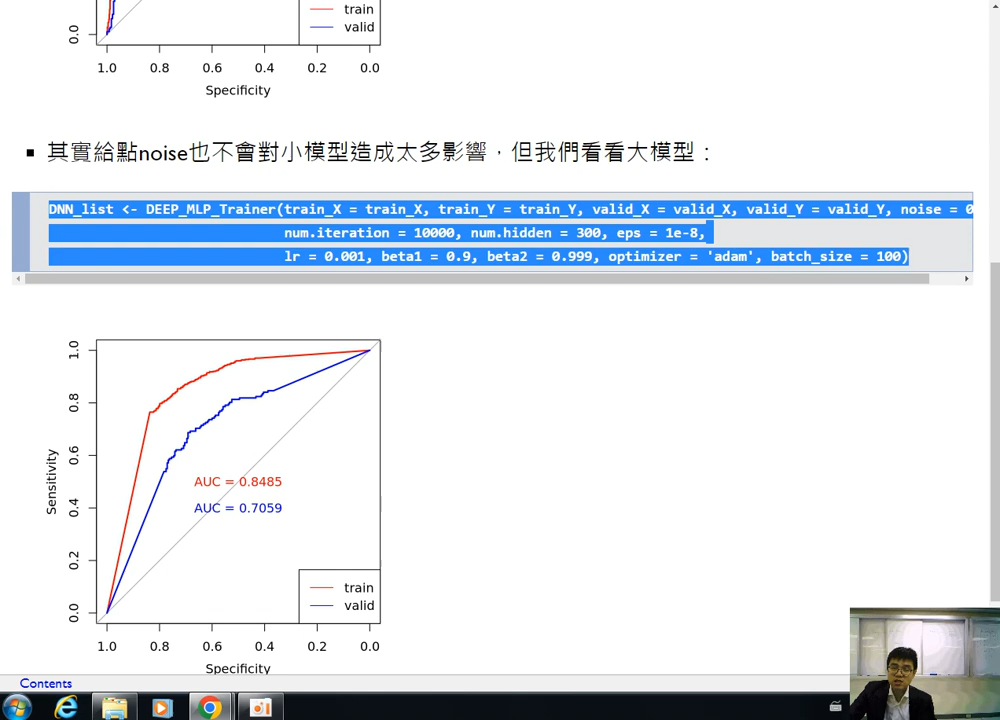 0.0
train
valid
1.0 0.8 0.6 0.4 0.2 0.0
Specificity
其實給點noise也不會對小模型造成太多影響，但我們看看大模型：
DNN_list <- DEEP_MLP_Trainer(train_X = train_X, train_Y = train_Y, valid_X = valid_X, valid_Y = valid_Y, noise = 0
num.iteration = 10000, num.hidden = 300, eps = 1e-8,
lr = 0.001, beta1 = 0.9, beta2 = 0.999, optimizer = 'adam', batch_size = 100)
1.0
0.8
0.6
0.4
0.2
0.0
Sensitivity
AUC = 0.8485
AUC = 0.7059
train
valid
1.0 0.8 0.6 0.4 0.2 0.0
Specificity
Contents